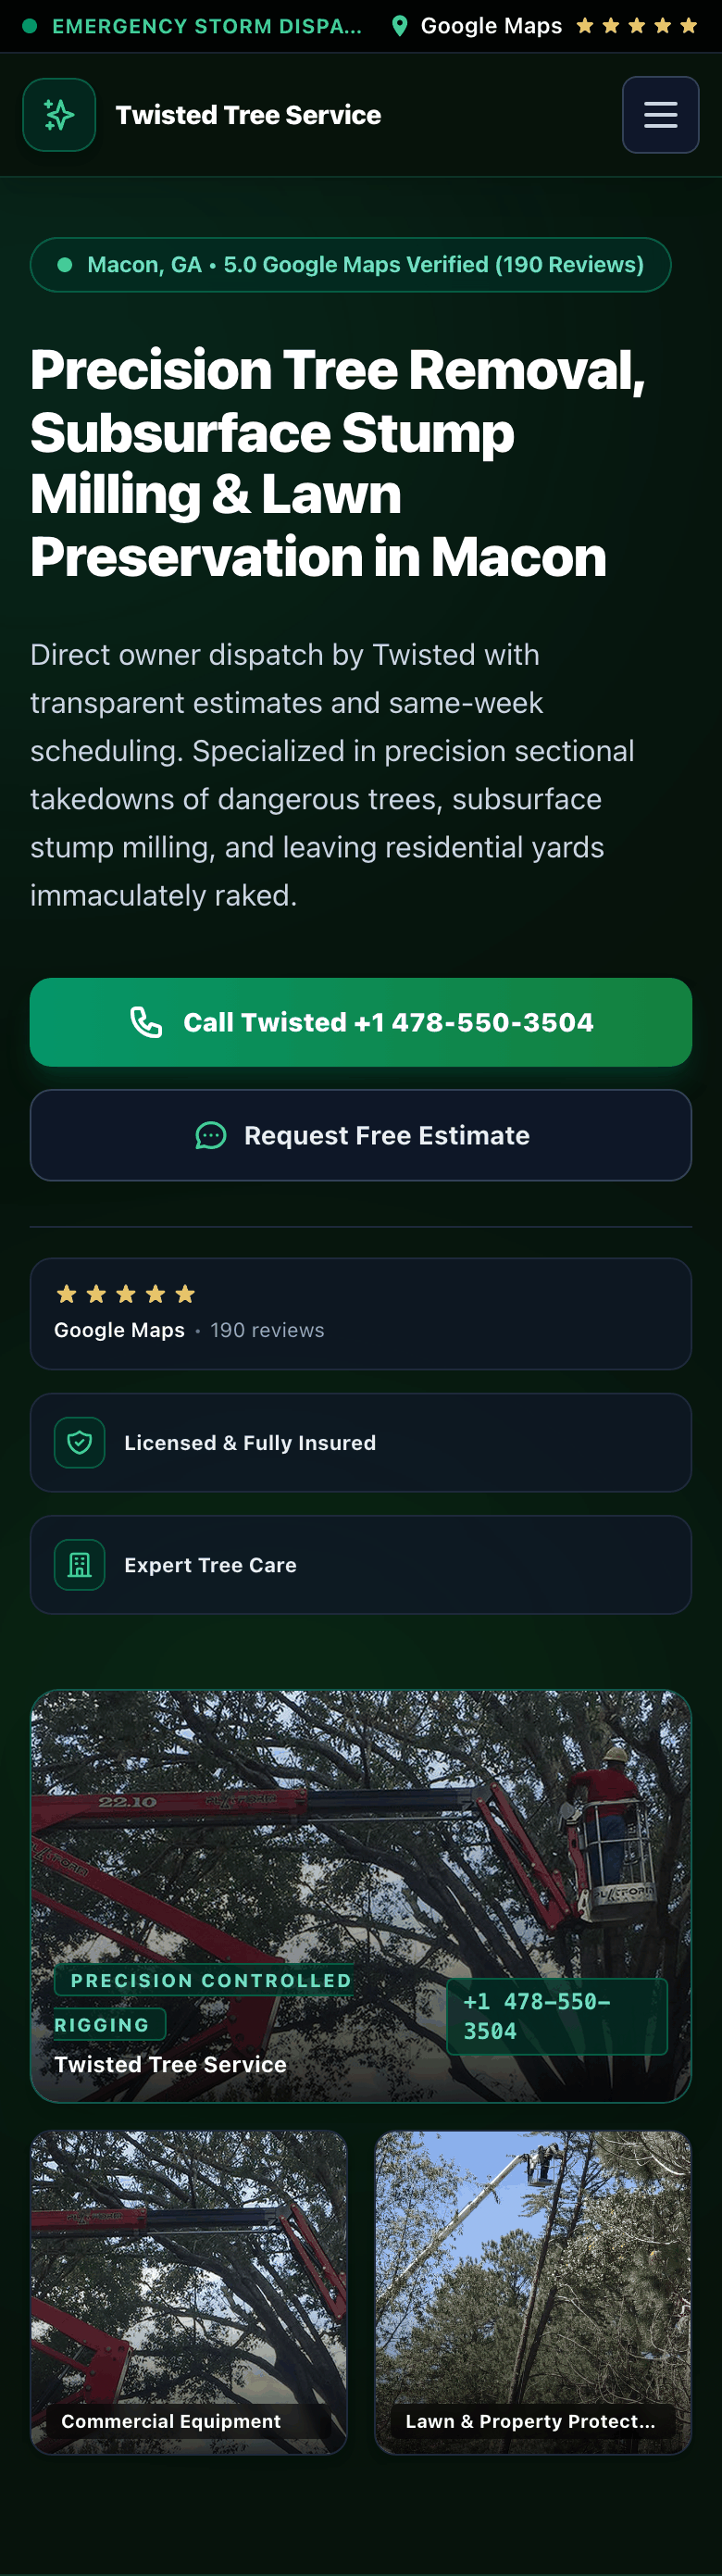 EMERGENCY STORM DISPA... Google Maps
Twisted Tree Service
Macon, GA • 5.0 Google Maps Verified (190 Reviews)
Precision Tree Removal,
Subsurface Stump
Milling & Lawn
Preservation in Macon
Direct owner dispatch by Twisted with
transparent estimates and same-week
scheduling. Specialized in precision sectional
takedowns of dangerous trees, subsurface
stump milling, and leaving residential yards
immaculately raked.
Call Twisted +1 478-550-3504
Request Free Estimate
Google Maps • 190 reviews
Licensed & Fully Insured
Expert Tree Care
22.10 PLATFORM
PLATFORM
PLATFORM
PRECISION CONTROLLED
RIGGING
Twisted Tree Service
+1 478-550-
3504
Commercial Equipment
Lawn & Property Protect...